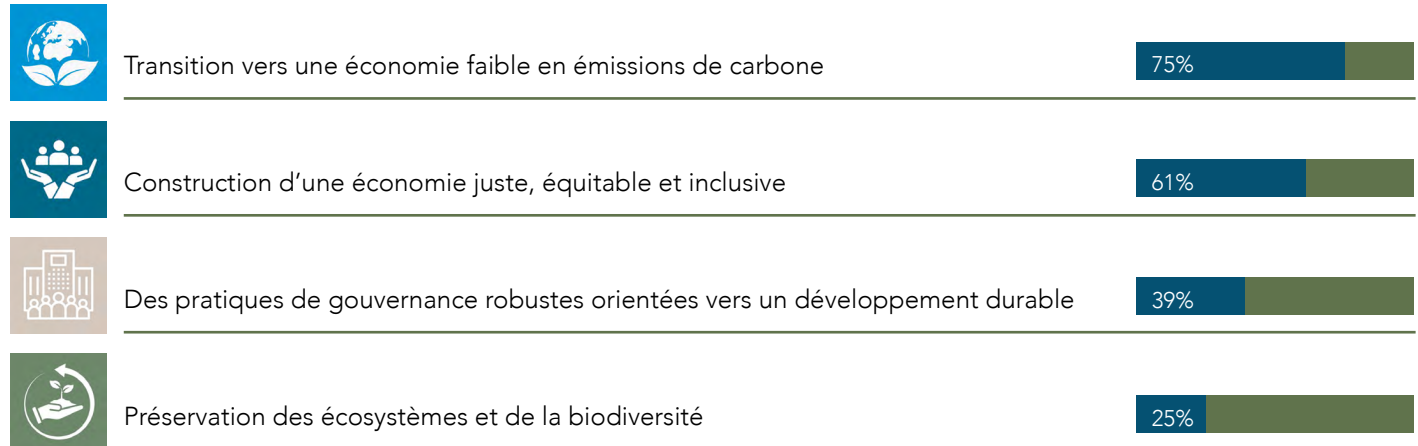 Transition vers une économie faible en émissions de carbone
75%
Construction d’une économie juste, équitable et inclusive
61%
Des pratiques de gouvernance robustes orientées vers un développement durable
39%
Préservation des écosystèmes et de la biodiversité
25%